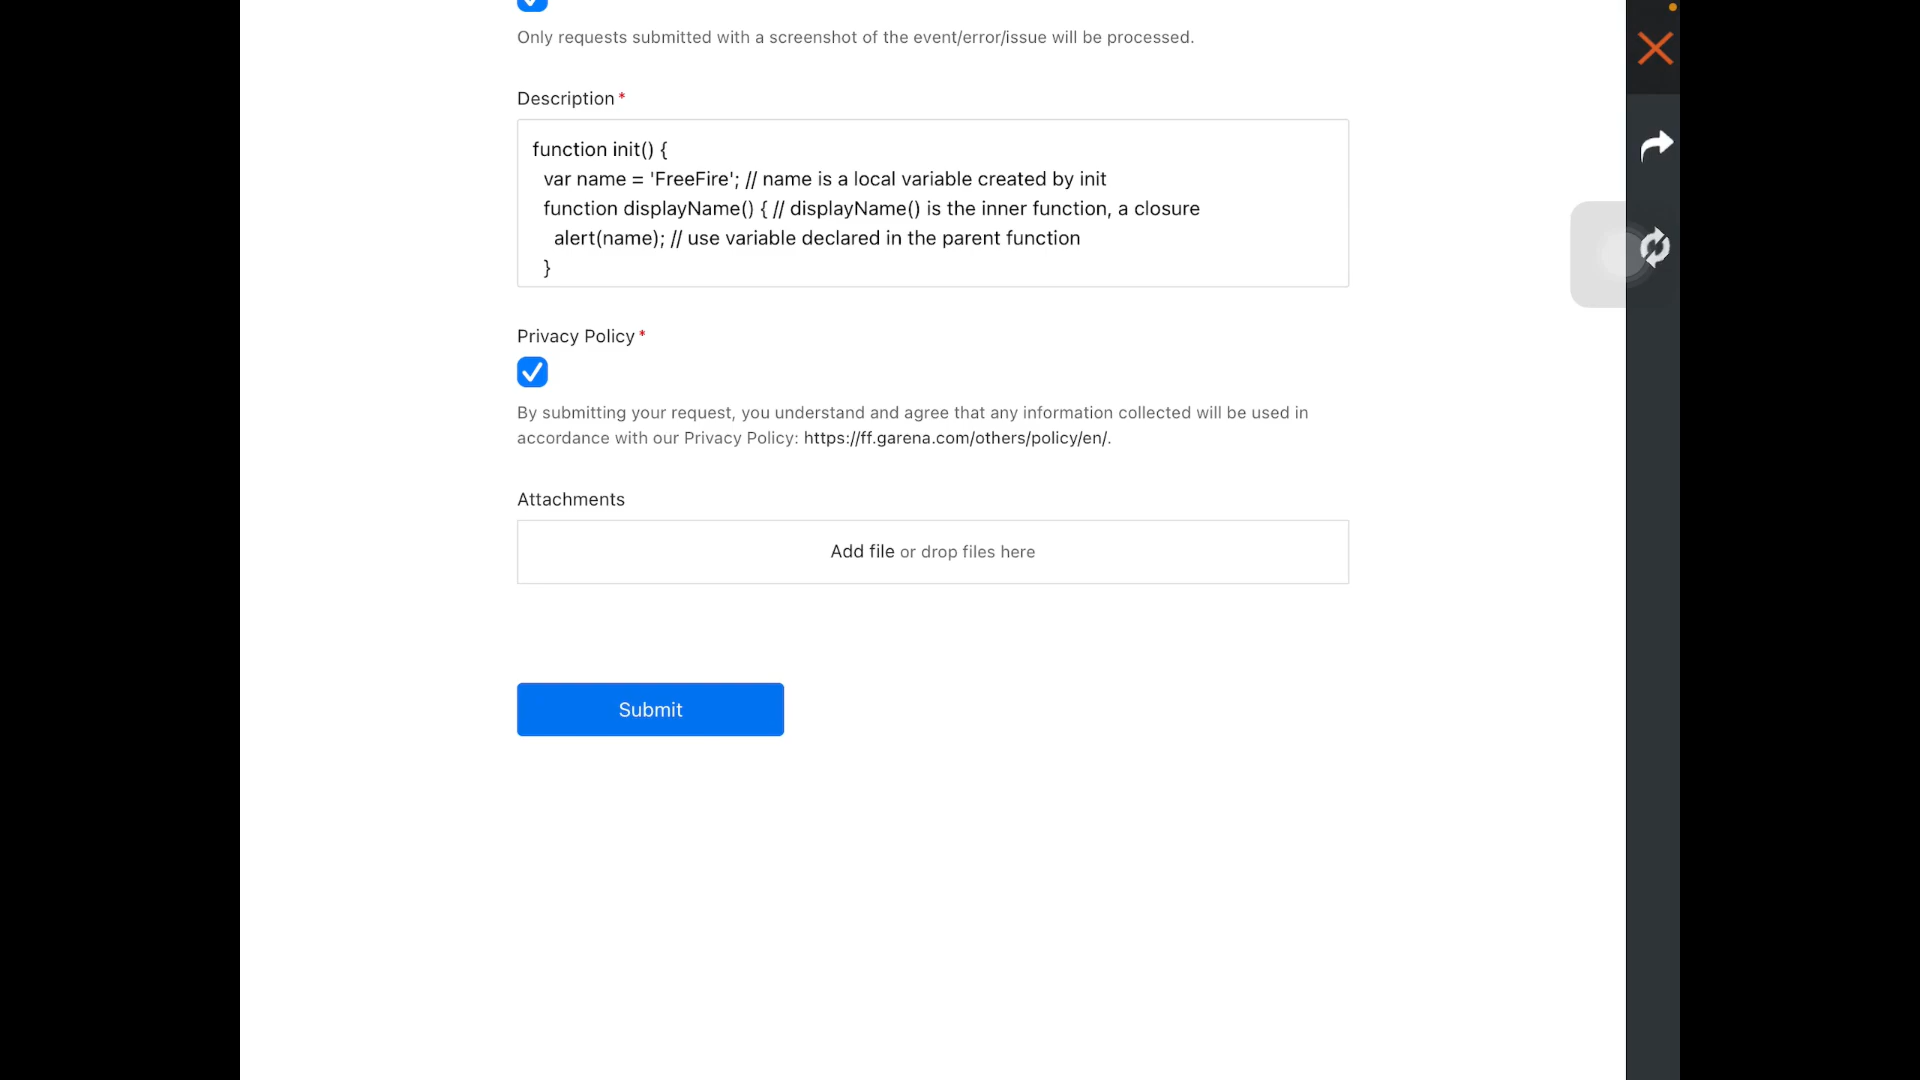 Only requests submitted with a screenshot of the event/error/issue will be processed.
Description*
function init() {
var name = 'FreeFire'; // name is a local variable created by init
function displayName() { // displayName() is the inner function, a closure
alert(name); // use variable declared in the parent function
}
Privacy Policy*
By submitting your request, you understand and agree that any information collected will be used in
accordance with our Privacy Policy: https://ff.garena.com/others/policy/en/.
Attachments
Add file or drop files here
Submit